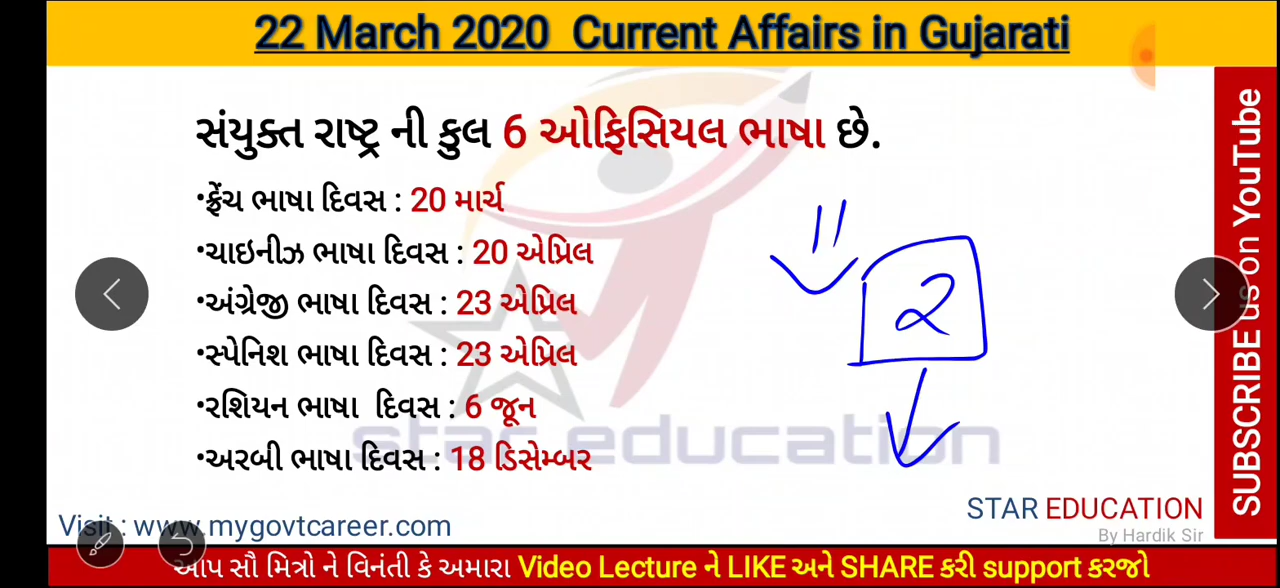 22 March 2020 Current Affairs in Gujarati
સંયુક્ત રાષ્ટ્ર ની કુલ 6 ઓફિસિયલ ભાષા છે.
•ફ્રેંચ ભાષા દિવસ : 20 માર્ચ
•ચાઇનીઝ ભાષા દિવસ : 20 એપ્રિલ
•અંગ્રેજી ભાષા દિવસ : 23 એપ્રિલ
•સ્પેનિશ ભાષા દિવસ : 23 એપ્રિલ
•રશિયન ભાષા દિવસ : 6 જૂન
•અરબી ભાષા દિવસ : 18 ડિસેમ્બર
2
star education
STAR EDUCATION
By Hardik Sir
Visit : www.mygovtcareer.com
SUBSCRIBE us on YouTube
આપ સૌ મિત્રો ને વિનંતી કે અમારા Video Lecture ને LIKE અને SHARE કરી support કરજો